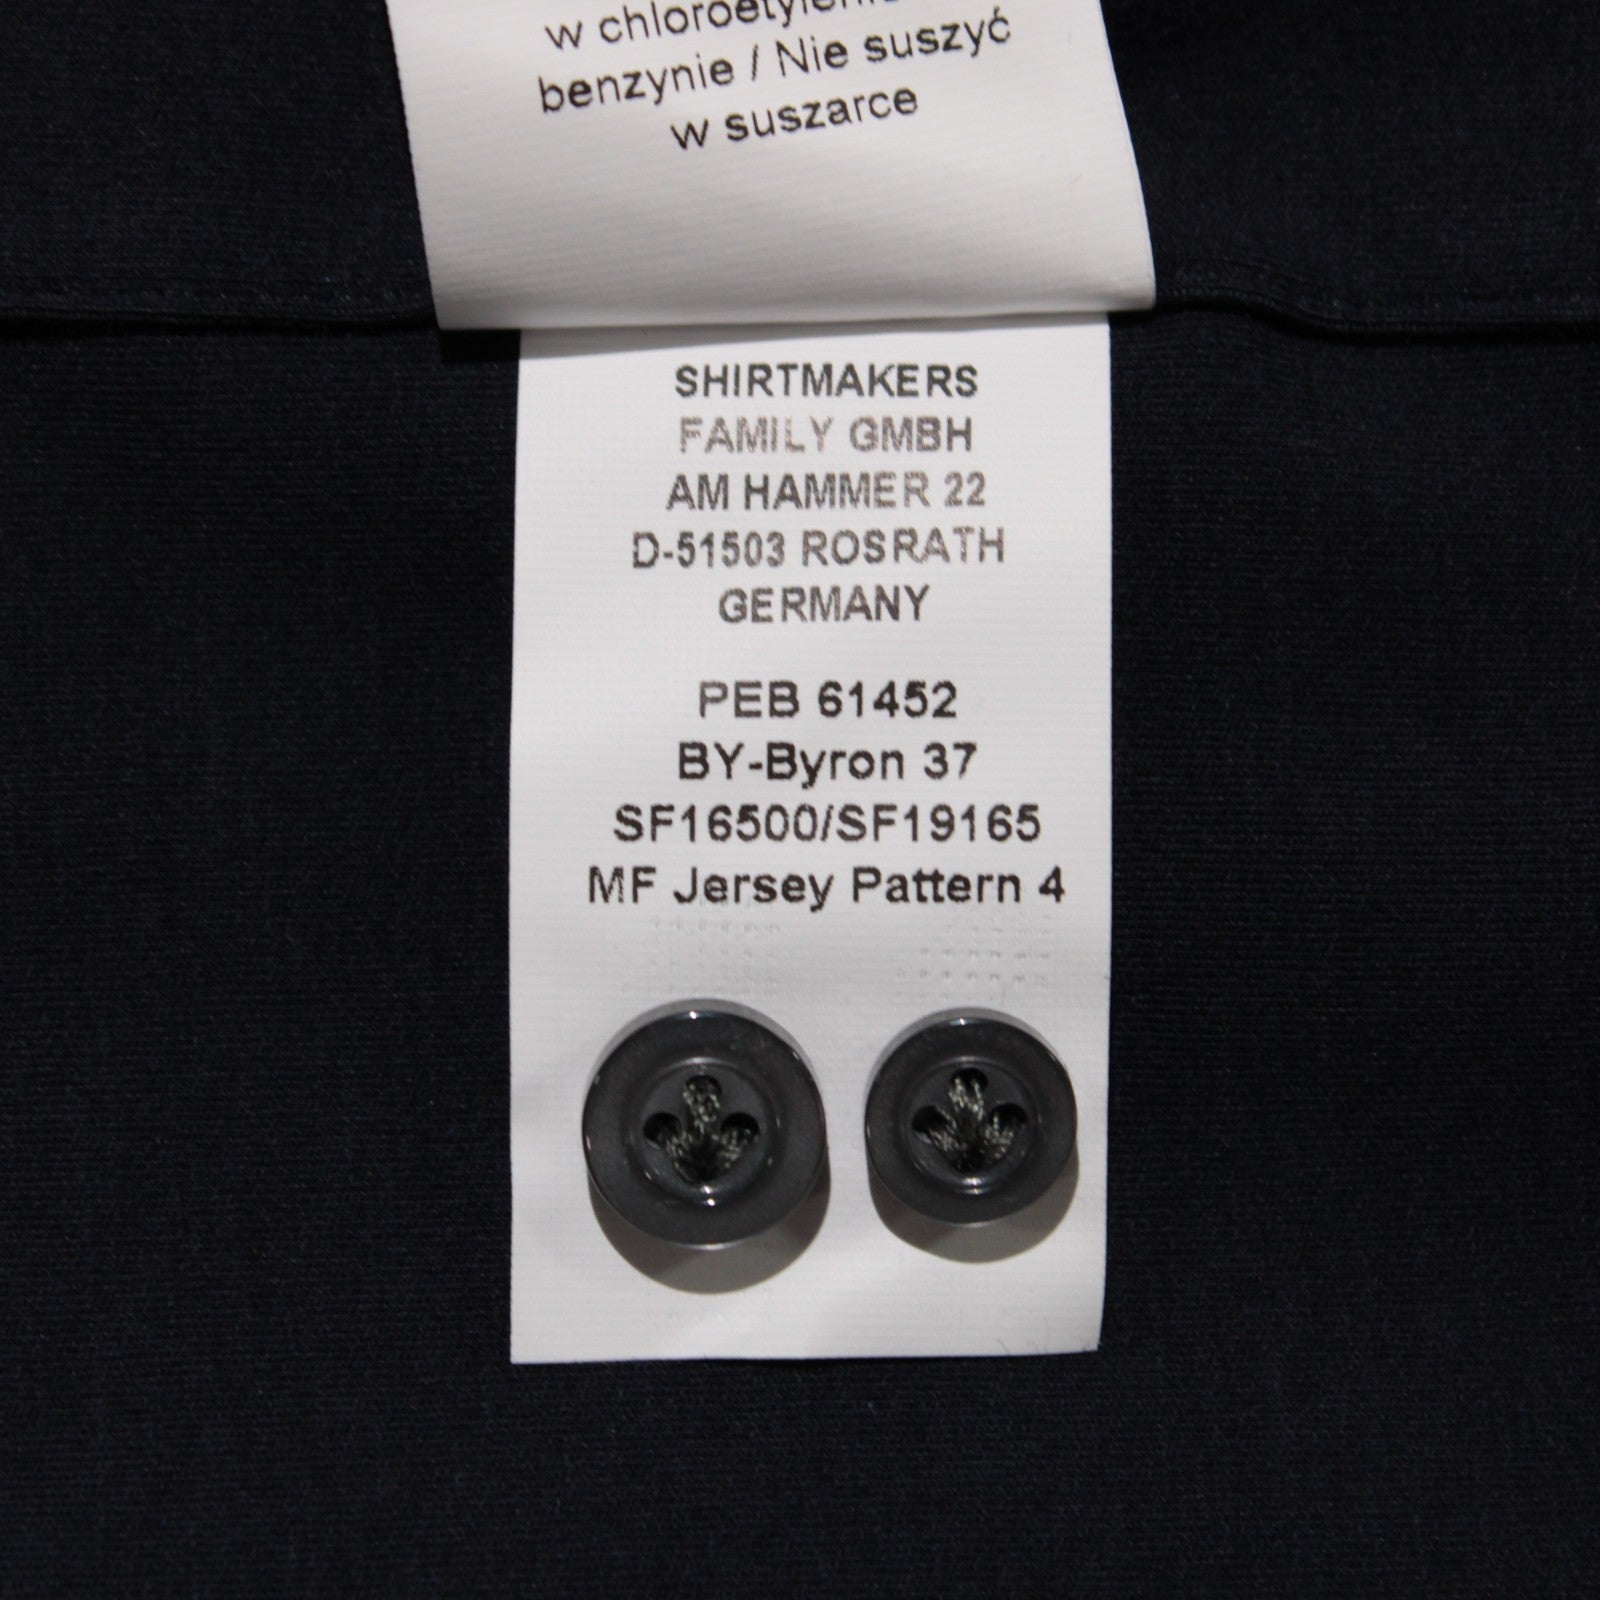 w chloroetylenie
benzynie / Nie suszyć
w suszarce
SHIRTMAKERS
FAMILY GMBH
AM HAMMER 22
D-51503 ROSRATH
GERMANY
PEB 61452
BY-Byron 37
SF16500/SF19165
MF Jersey Pattern 4